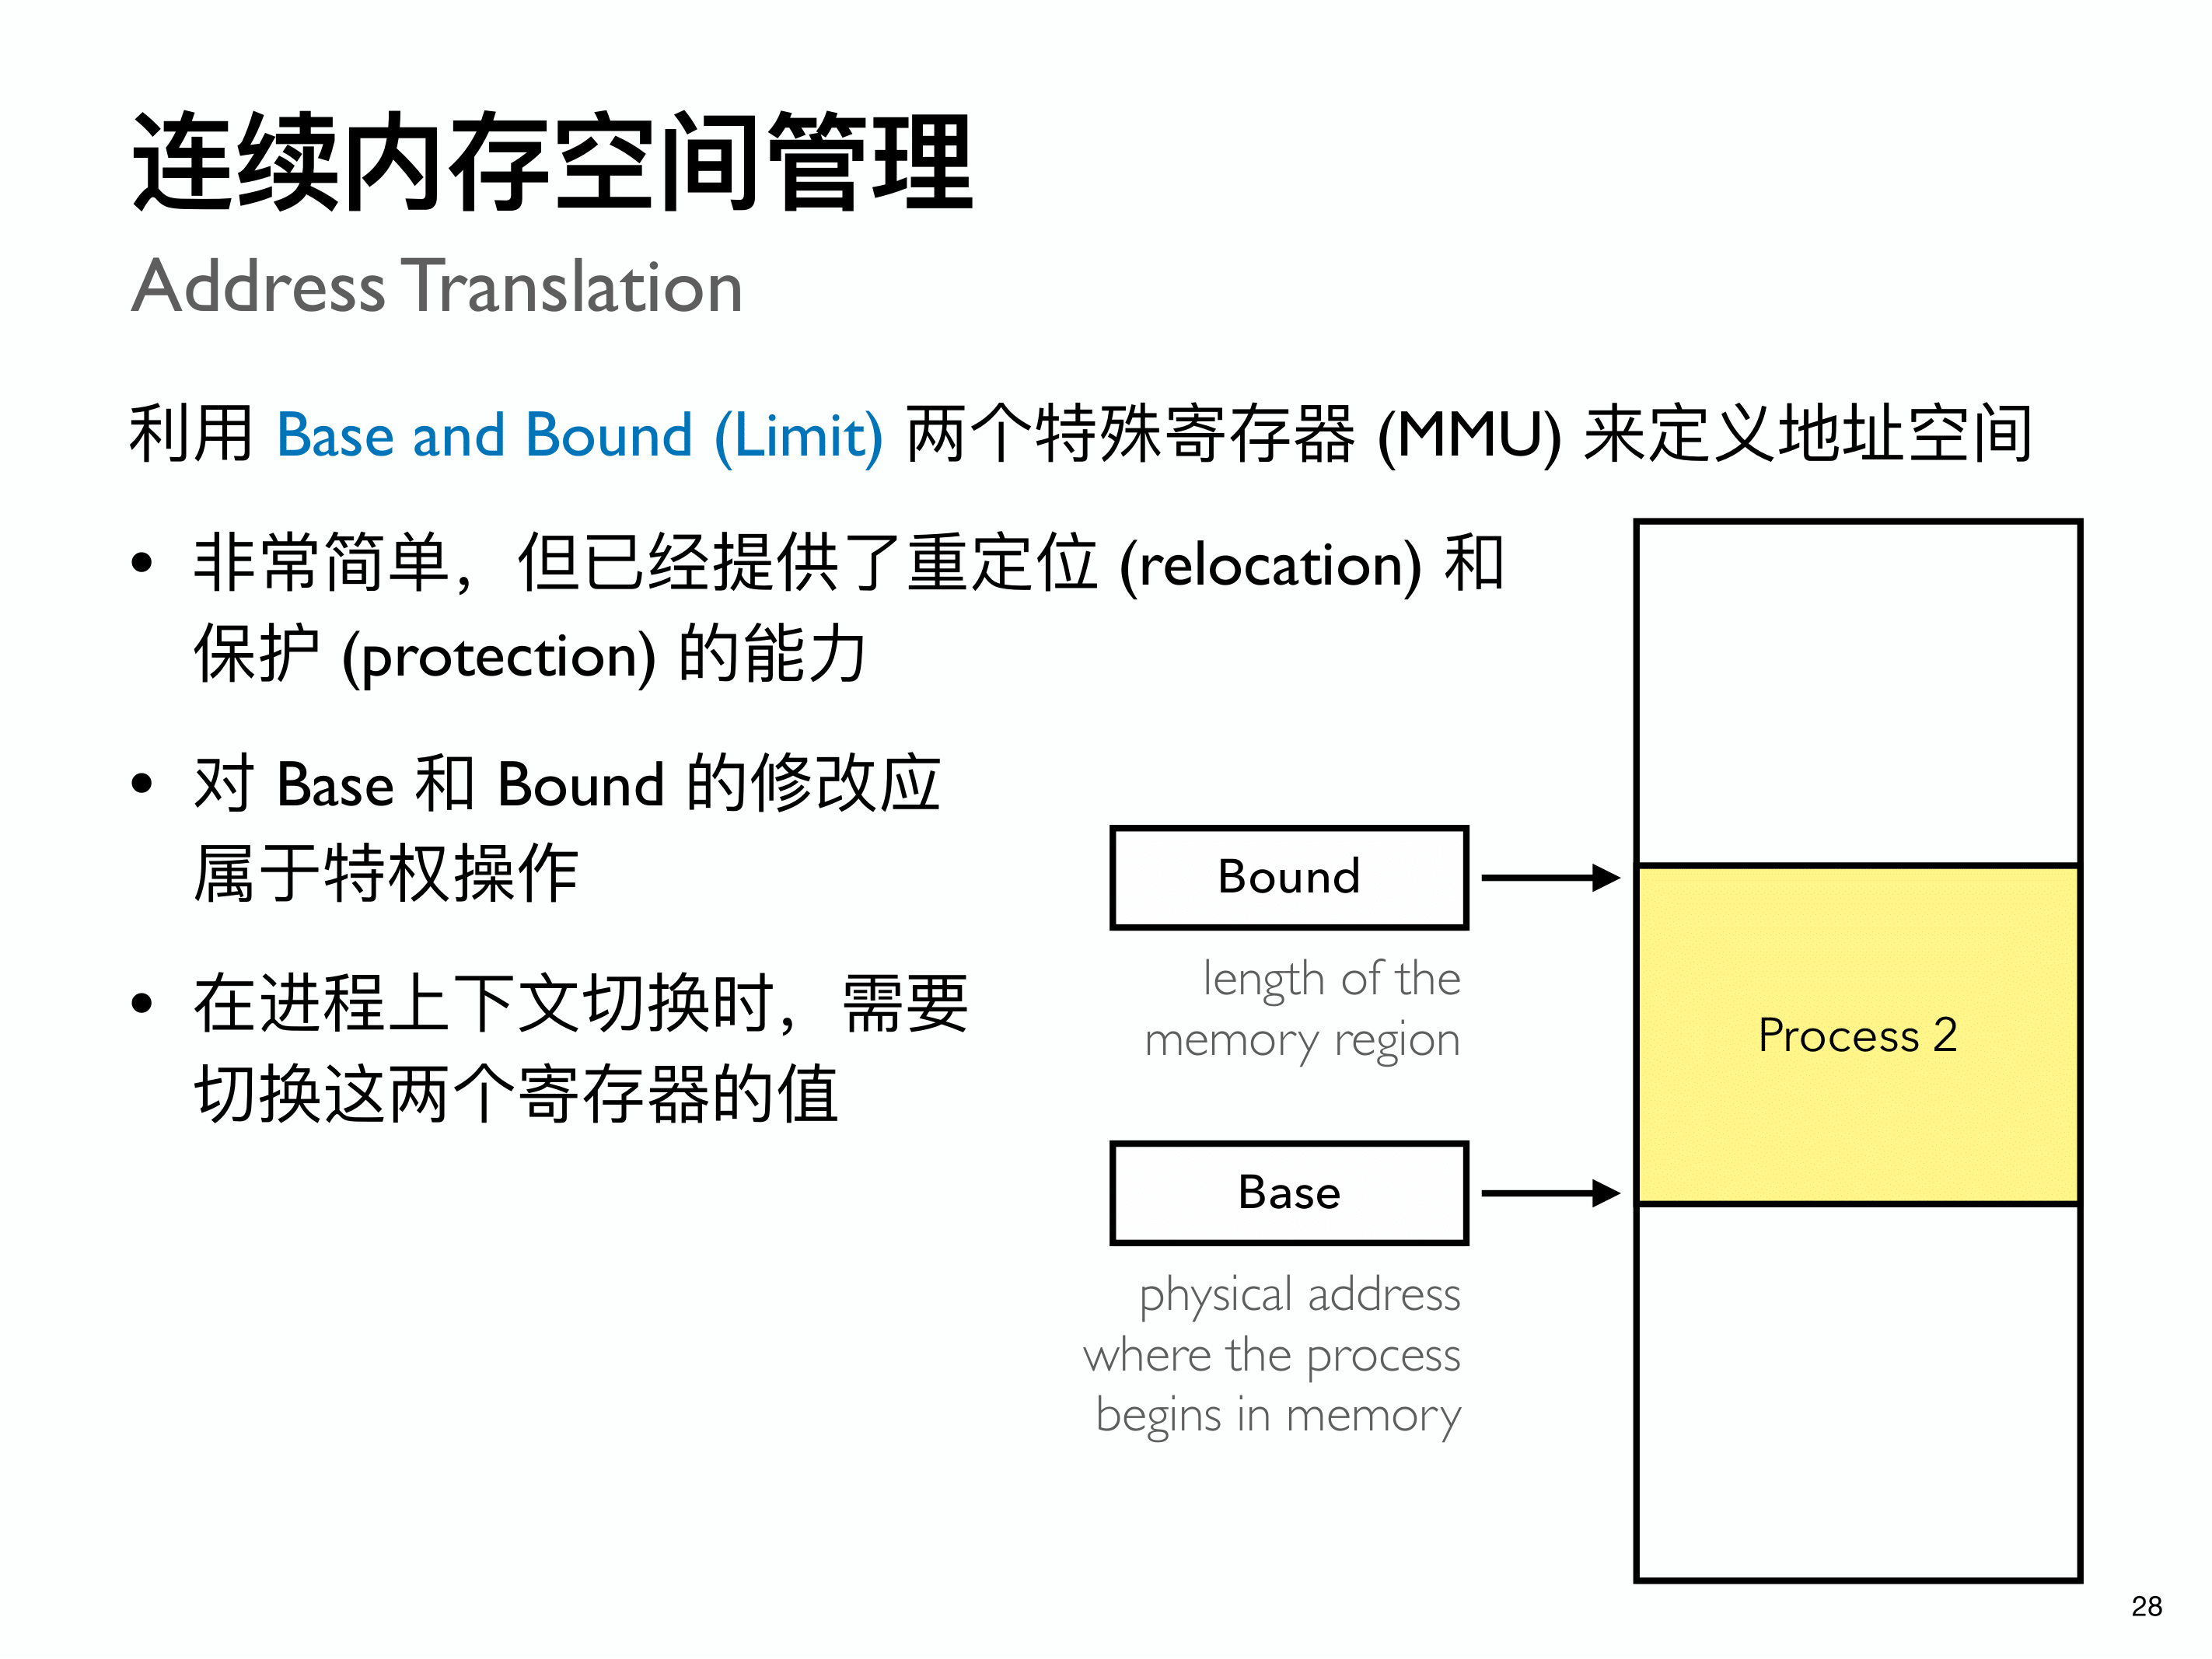 连续内存空间管理
Address Translation
利用 Base and Bound (Limit) 两个特殊寄存器 (MMU) 来定义地址空间
• 非常简单，但已经提供了重定位 (relocation) 和
保护 (protection) 的能力
• 对 Base 和 Bound 的修改应
属于特权操作
• 在进程上下文切换时，需要
切换这两个寄存器的值
Bound
length of the
memory region
Process 2
Base
physical address
where the process
begins in memory
28